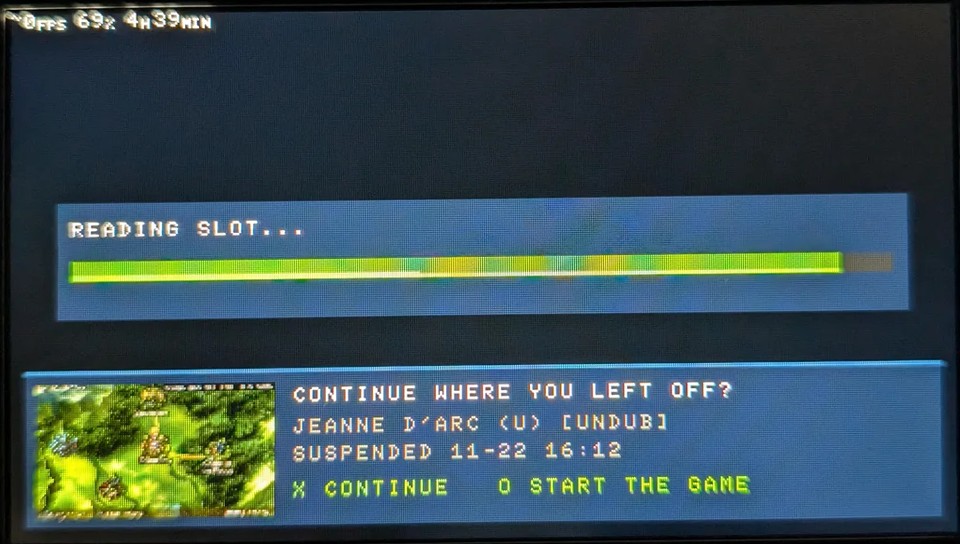 0FPS 69% 4H39MIN
READING SLOT...
CONTINUE WHERE YOU LEFT OFF?
JEANNE D'ARC (U) [UNDUB]
SUSPENDED 11-22 16:12
X CONTINUE O START THE GAME